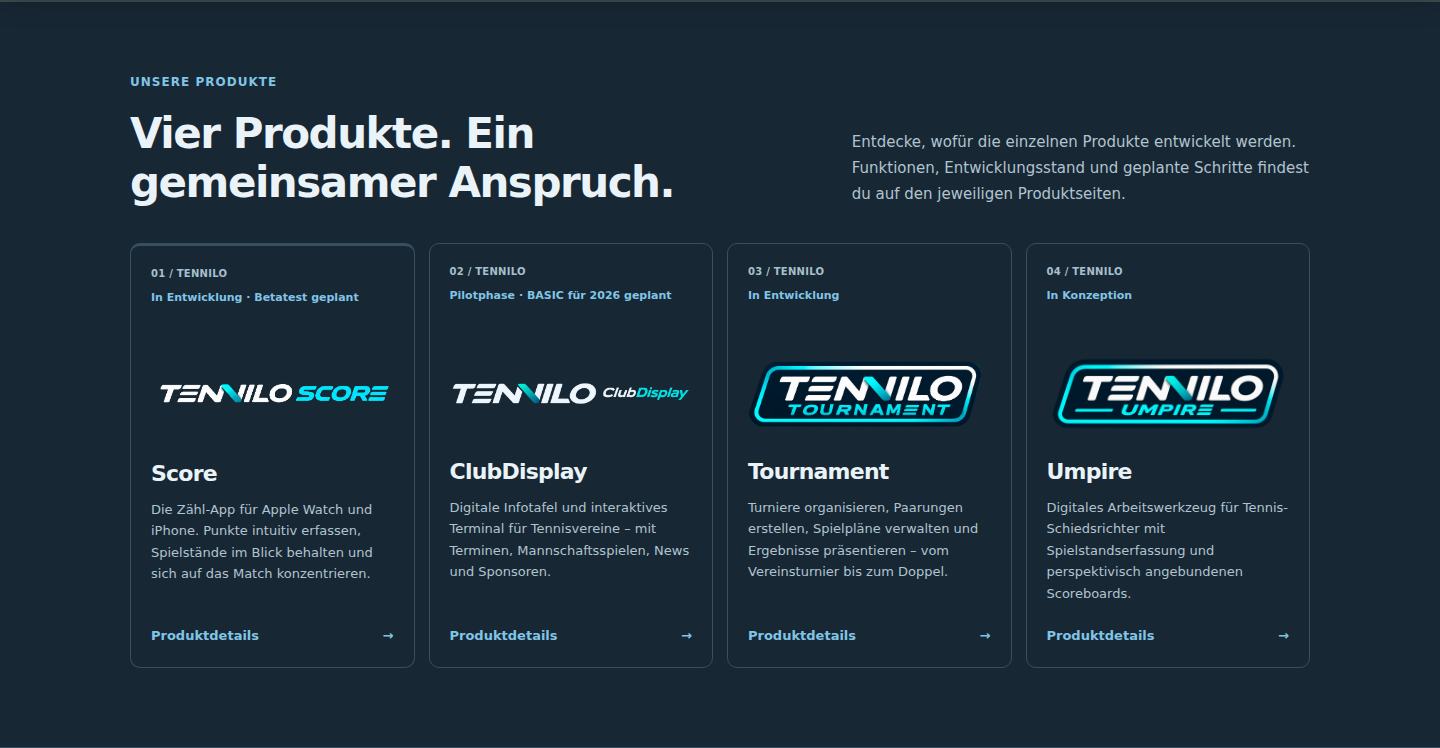 UNSERE PRODUKTE
Vier Produkte. Ein
gemeinsamer Anspruch.
Entdecke, wofür die einzelnen Produkte entwickelt werden.
Funktionen, Entwicklungsstand und geplante Schritte findest
du auf den jeweiligen Produktseiten.
01 / TENNILO
In Entwicklung · Betatest geplant
TENNILO SCORE
Score
Die Zähl-App für Apple Watch und
iPhone. Punkte intuitiv erfassen,
Spielstände im Blick behalten und
sich auf das Match konzentrieren.
Produktdetails →
02 / TENNILO
Pilotphase · BASIC für 2026 geplant
TENNILO ClubDisplay
ClubDisplay
Digitale Infotafel und interaktives
Terminal für Tennisvereine – mit
Terminen, Mannschaftsspielen, News
und Sponsoren.
Produktdetails →
03 / TENNILO
In Entwicklung
TENNILO
TOURNAMENT
Tournament
Turniere organisieren, Paarungen
erstellen, Spielpläne verwalten und
Ergebnisse präsentieren – vom
Vereinsturnier bis zum Doppel.
Produktdetails →
04 / TENNILO
In Konzeption
TENNILO
UMPIRE
Umpire
Digitales Arbeitswerkzeug für Tennis-
Schiedsrichter mit
Spielstandserfassung und
perspektivisch angebundenen
Scoreboards.
Produktdetails →